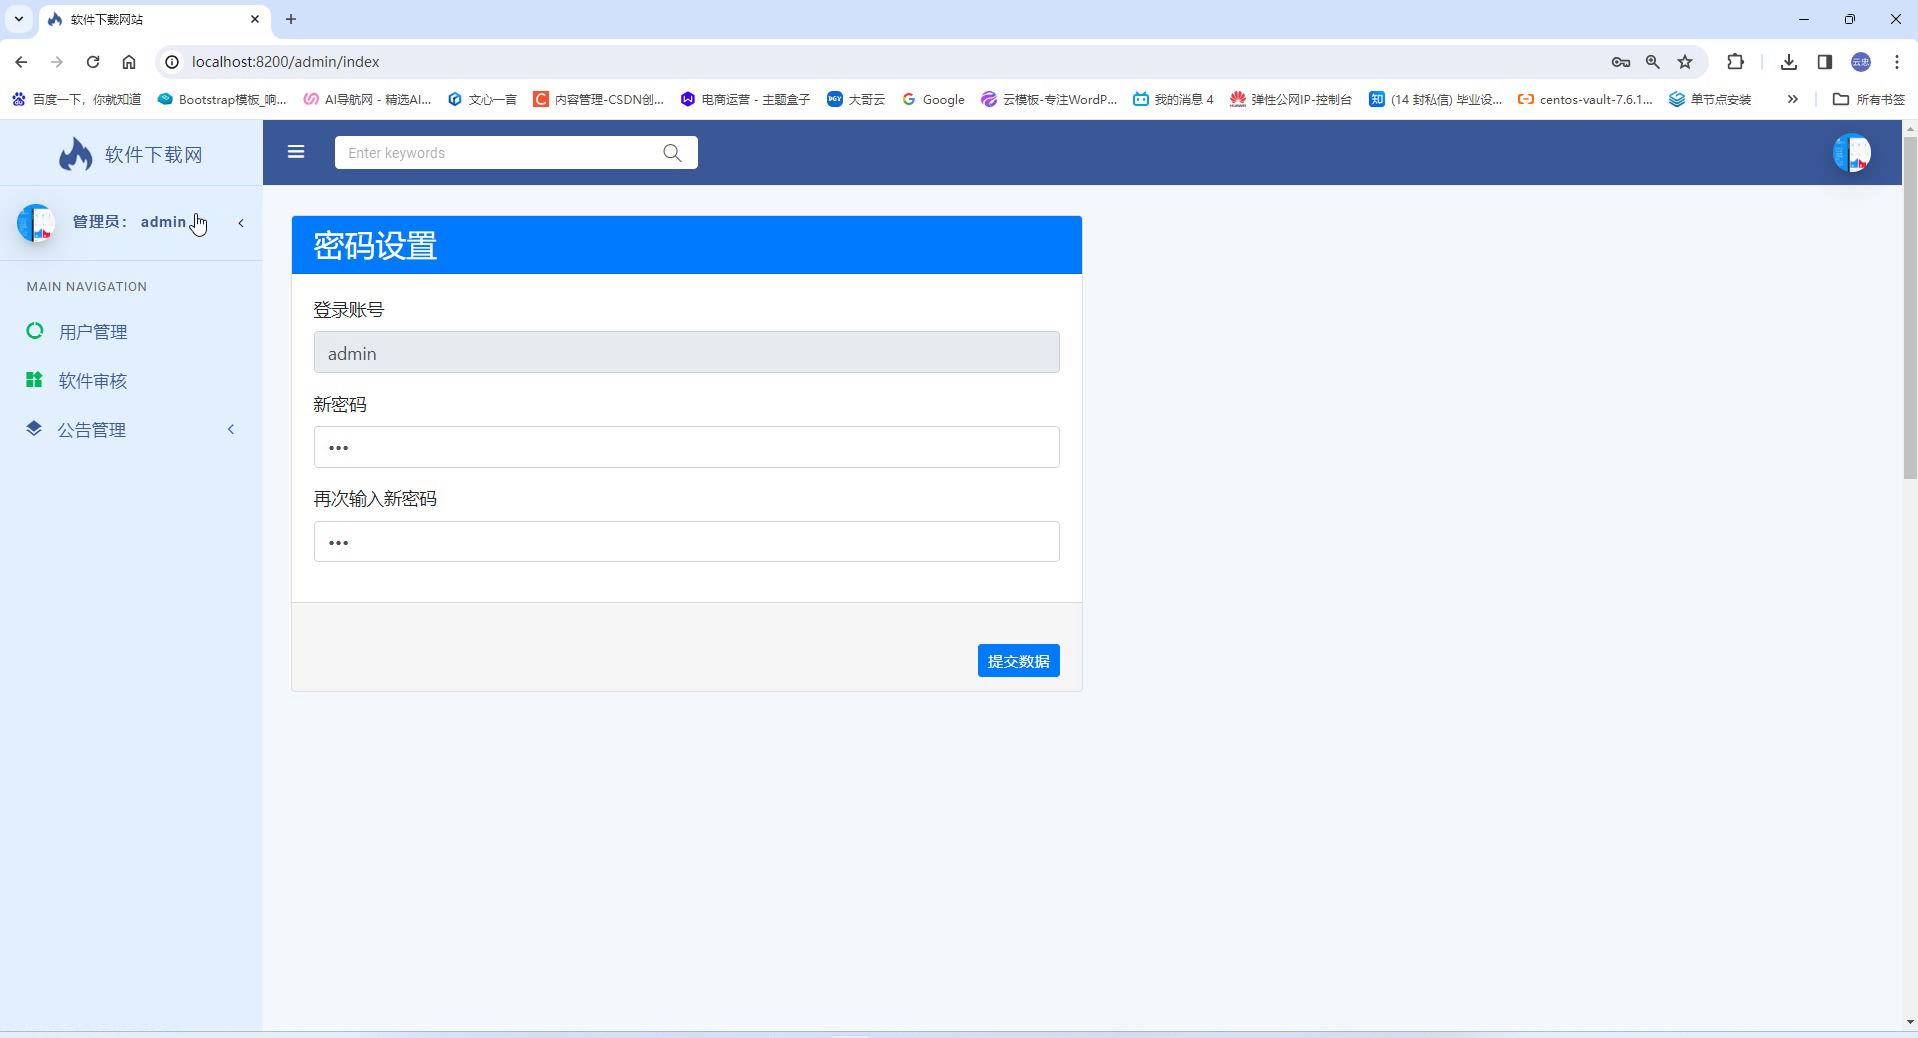 软件下载网站
localhost:8200/admin/index
云忠
百度一下，你就知道
Bootstrap模板_响...
AI导航网 - 精选AI...
文心一言
内容管理-CSDN创...
电商运营 - 主题盒子
大哥云
Google
云模板-专注WordP...
我的消息 4
弹性公网IP-控制台
(14 封私信) 毕业设...
centos-vault-7.6.1...
单节点安装
所有书签
软件下载网
Enter keywords
管理员： admin
MAIN NAVIGATION
用户管理
软件审核
公告管理
密码设置
登录账号
admin
新密码
•••
再次输入新密码
•••
提交数据